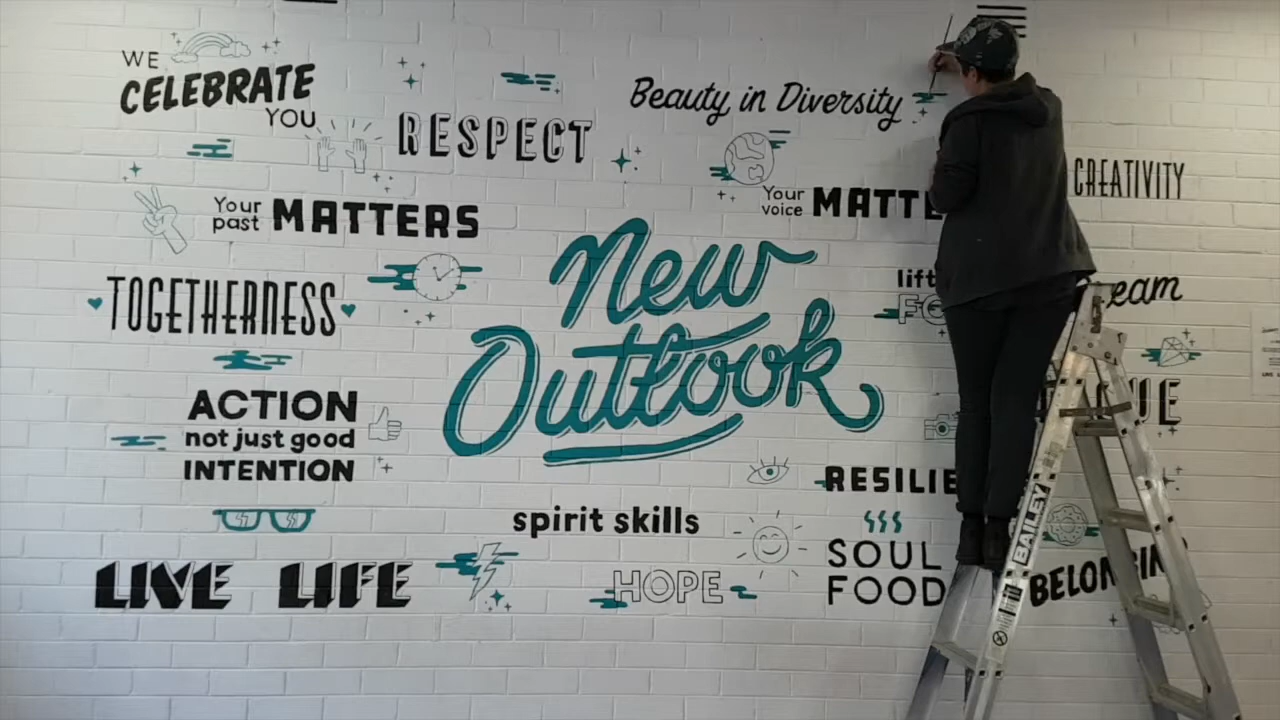 WE
CELEBRATE
YOU
RESPECT
Beauty in Diversity
CREATIVITY
Your
past MATTERS
Your
voice
TOGETHERNESS
New
Outlook
ACTION
not just good
INTENTION
spirit skills
LIVE LIFE
HOPE
SOUL
FOOD
BAILEY